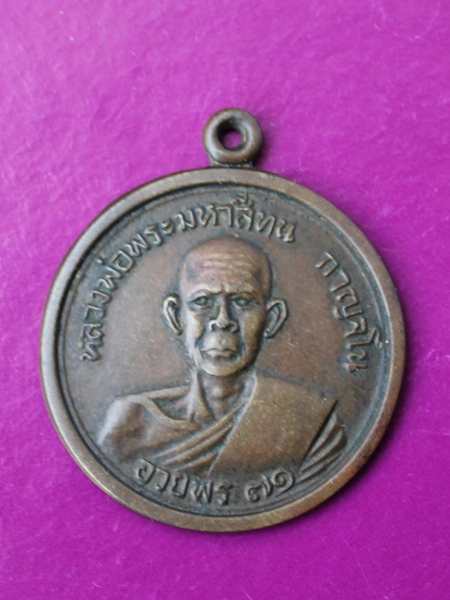 หลวงพ่อพระมหาสีทน กาญจโน
อวยพร ๗๑